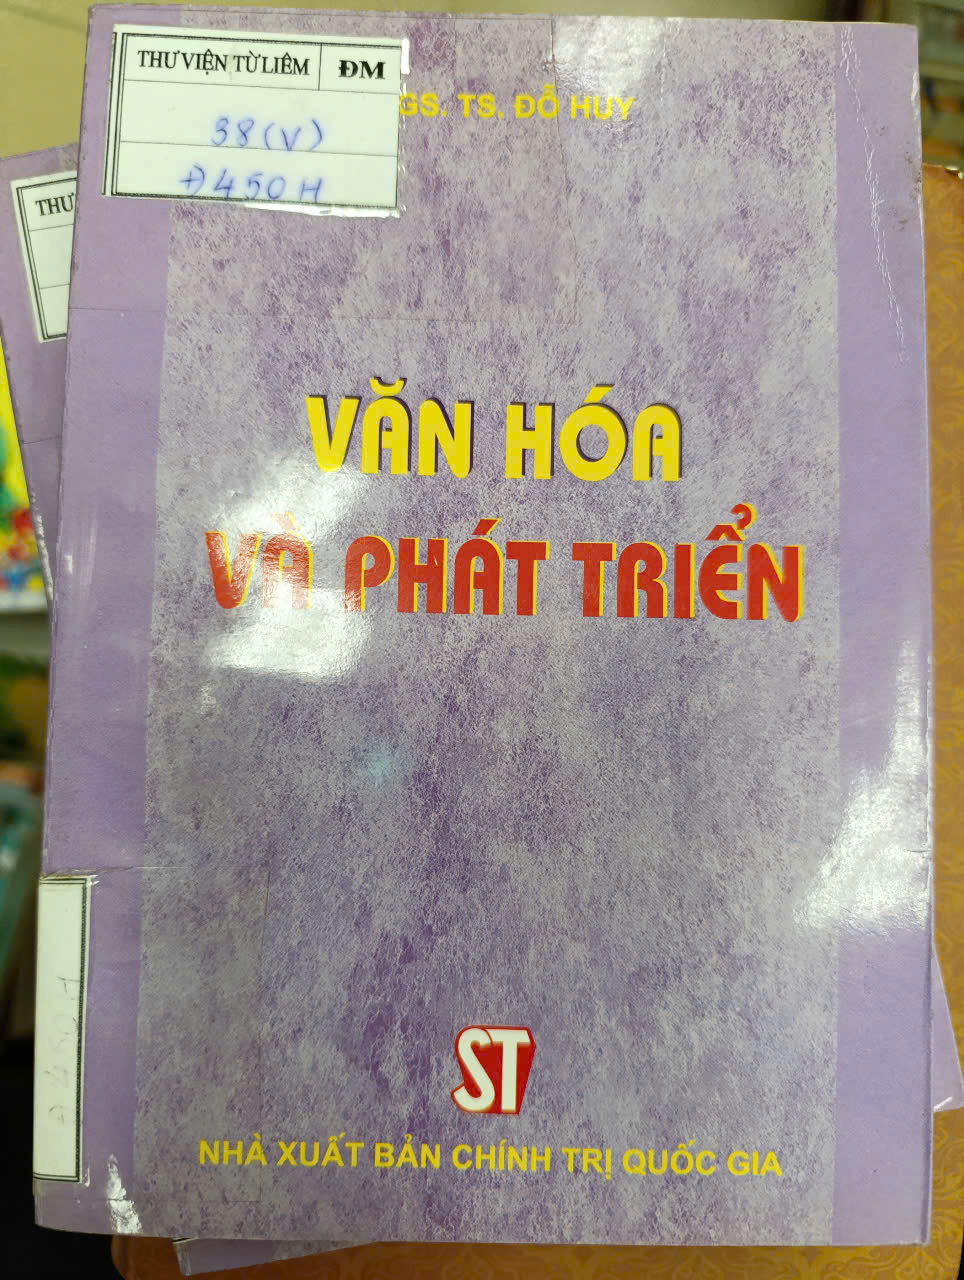 THƯ VIỆN TỪ LIÊM ĐM
38(V)
Đ450H
GS. TS. ĐỖ HUY
VĂN HÓA
VÀ PHÁT TRIỂN
ST
NHÀ XUẤT BẢN CHÍNH TRỊ QUỐC GIA
THƯ